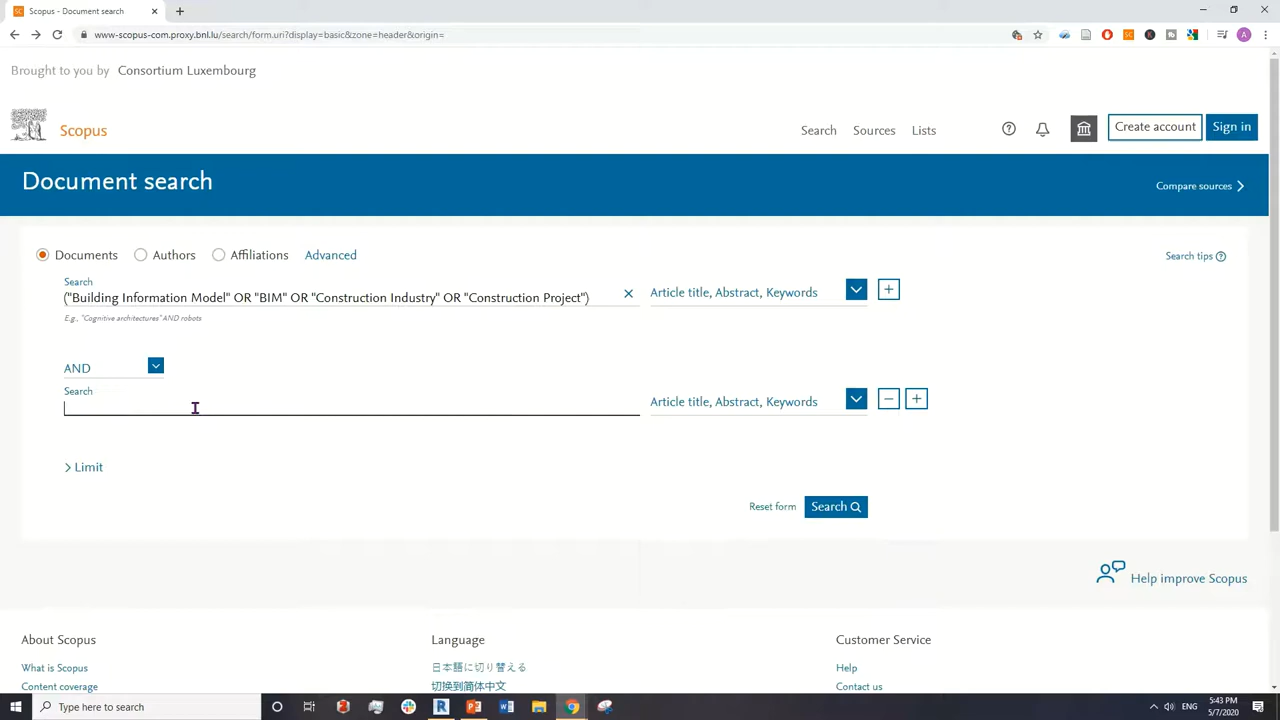 Scopus - Document search
www-scopus-com.proxy.bnl.lu/search/form.uri?display=basic&zone=header&origin=
A
Brought to you by Consortium Luxembourg
Scopus
Search Sources Lists
Create account
Sign in
Document search
Compare sources
Documents Authors Affiliations Advanced
Search tips
Search
("Building Information Model" OR "BIM" OR "Construction Industry" OR "Construction Project")
Article title, Abstract, Keywords
E.g., "Cognitive architectures" AND robots
AND
Search
Article title, Abstract, Keywords
Limit
Reset form
Search
Help improve Scopus
About Scopus
Language
Customer Service
What is Scopus
日本語に切り替える
Help
Content coverage
切换到简体中文
Contact us
Type here to search
ENG
5:43 PM
5/7/2020